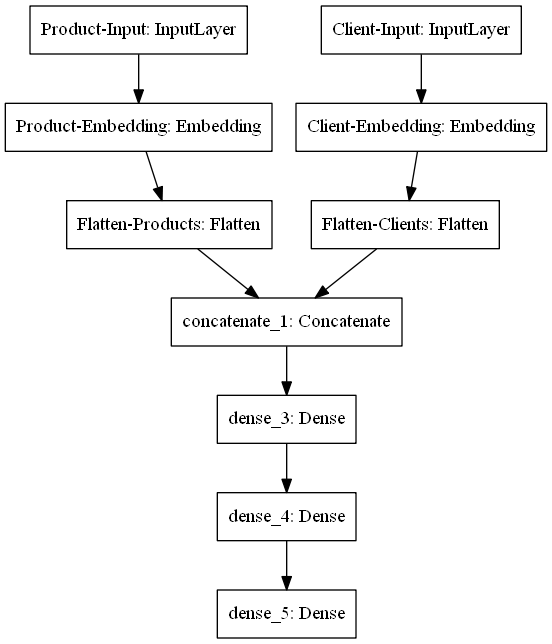 Product-Input: InputLayer
Client-Input: InputLayer
Product-Embedding: Embedding
Client-Embedding: Embedding
Flatten-Products: Flatten
Flatten-Clients: Flatten
concatenate_1: Concatenate
dense_3: Dense
dense_4: Dense
dense_5: Dense